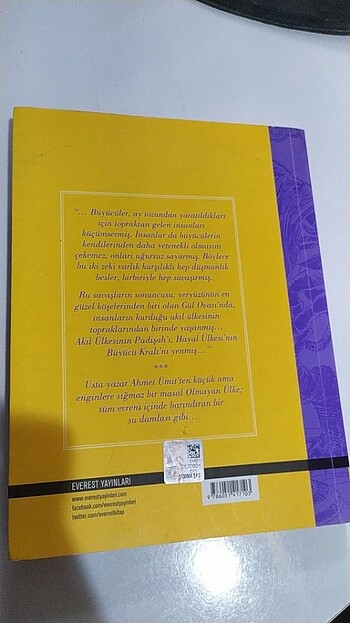 "... Büyücüler, ay tozundan yaratıldıkları
için topraktan gelen insanları
küçümsermiş. İnsanlar da büyücülerin
kendilerinden daha yetenekli olmasını
çekemez, onları uğursuz sayarmış. Böylece
bu iki zeki varlık karşılıklı hep düşmanlık
besler, birbiriyle hep savaşırmış.
Bu savaşların sonuncusu, yeryüzünün en
güzel köşelerinden biri olan Gül Ovası'nda,
insanların kurduğu akıl ülkesinin
topraklarından birinde yaşanmış...
Akıl Ülkesinin Padişah'ı, Hayal Ülkesi'nin
Büyücü Kralı'nı yenmiş..."
***
Usta yazar Ahmet Ümit'ten küçük ama
enginlere sığmaz bir masal Olmayan Ülke;
tüm evreni içinde barındıran bir
su damlası gibi...
EVEREST YAYINLARI
www.everestyayinlari.com
facebook.com/everestyayinlari
twitter.com/everestkitap